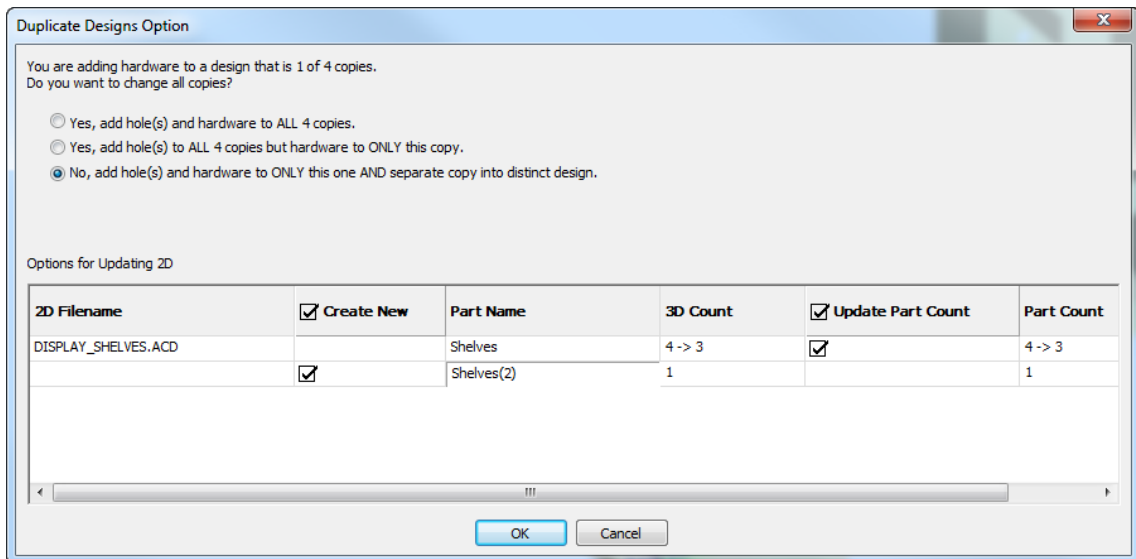 Duplicate Designs Option
You are adding hardware to a design that is 1 of 4 copies.
Do you want to change all copies?
Yes, add hole(s) and hardware to ALL 4 copies.
Yes, add hole(s) to ALL 4 copies but hardware to ONLY this copy.
No, add hole(s) and hardware to ONLY this one AND separate copy into distinct design.
Options for Updating 2D
2D Filename Create New Part Name 3D Count Update Part Count Part Count
DISPLAY_SHELVES.ACD Shelves 4 -> 3 4 -> 3
Shelves(2) 1 1
OK Cancel